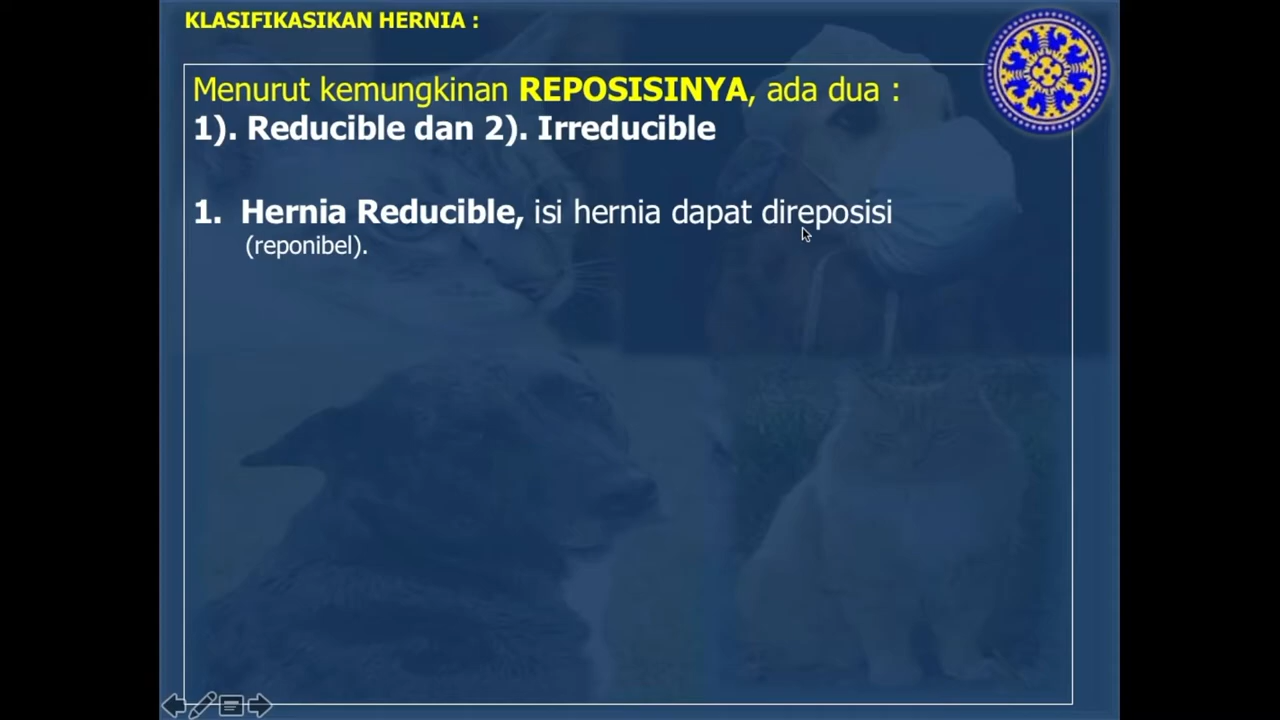 KLASIFIKASIKAN HERNIA :
Menurut kemungkinan REPOSISINYA, ada dua :
1). Reducible dan 2). Irreducible
1. Hernia Reducible, isi hernia dapat direposisi
(reponibel).